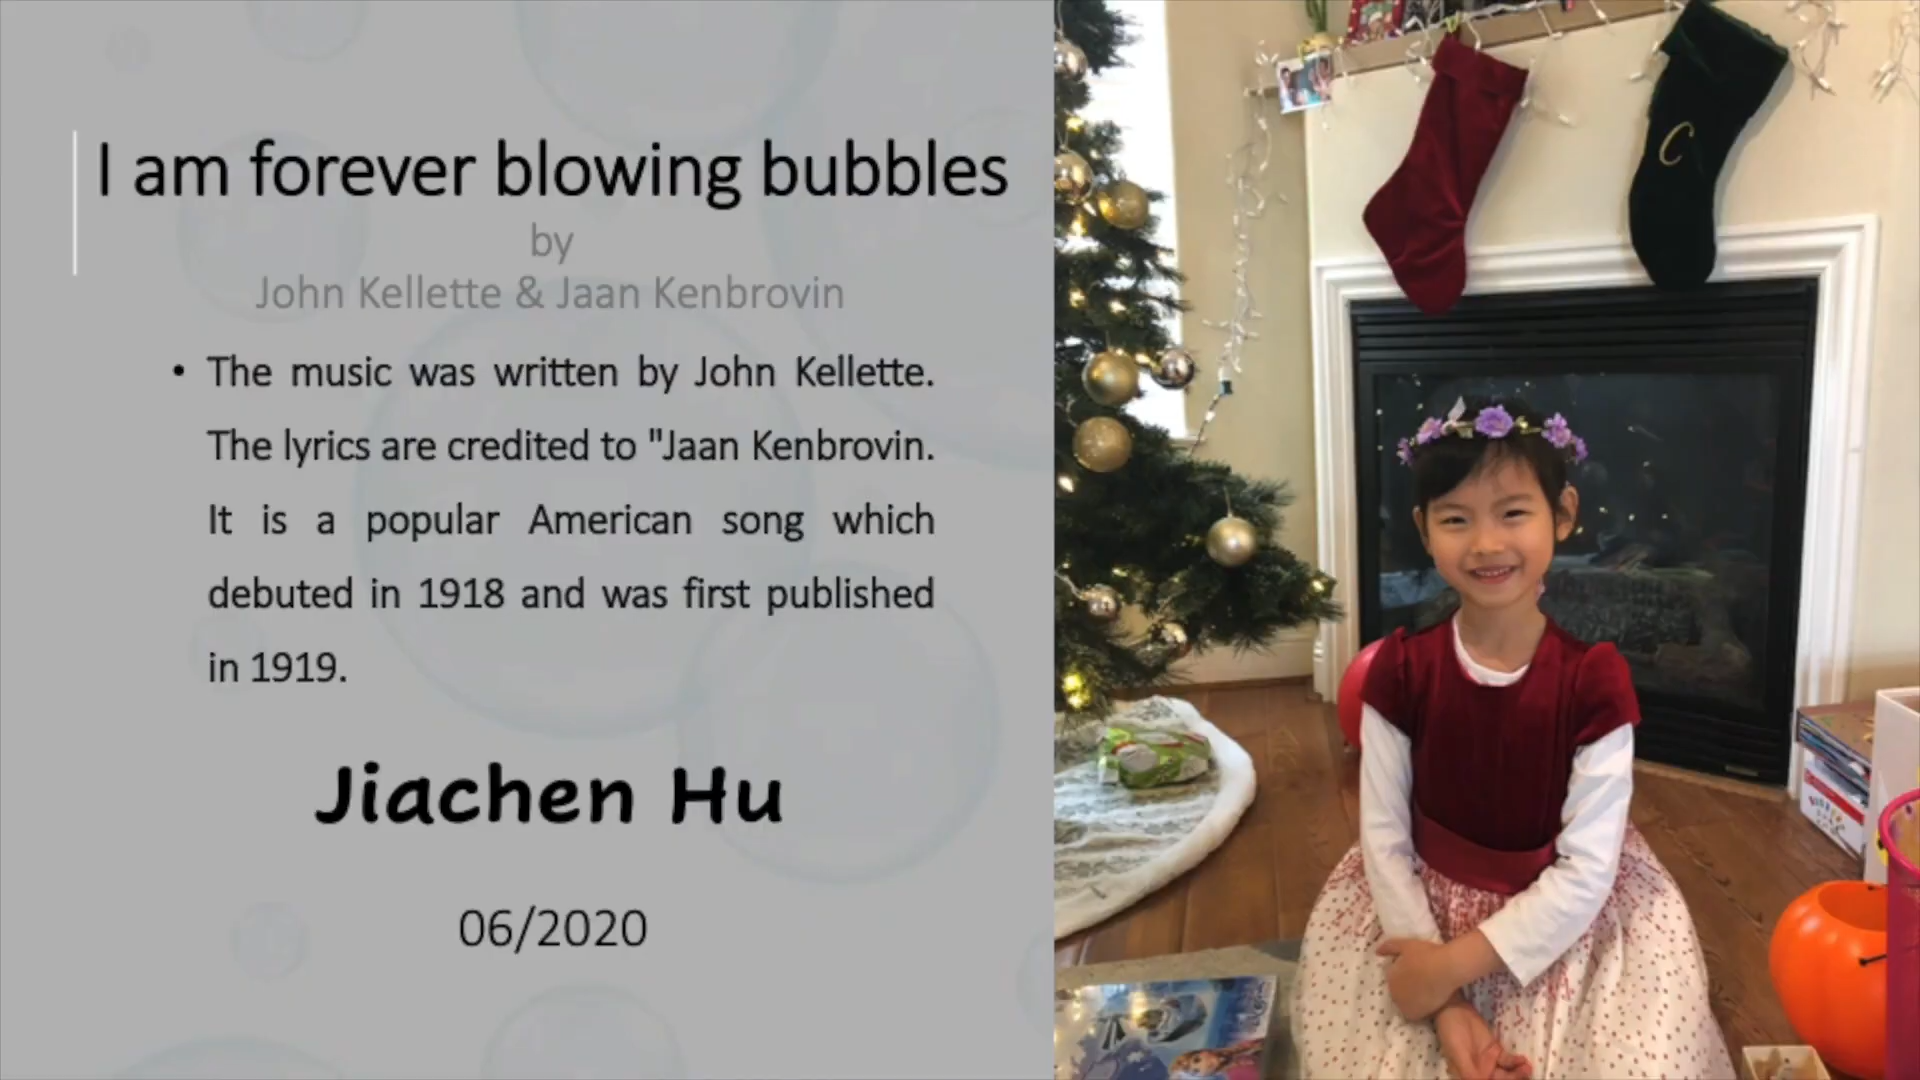 I am forever blowing bubbles
by
John Kellette & Jaan Kenbrovin
• The music was written by John Kellette.
The lyrics are credited to "Jaan Kenbrovin.
It is a popular American song which
debuted in 1918 and was first published
in 1919.
Jiachen Hu
06/2020
C